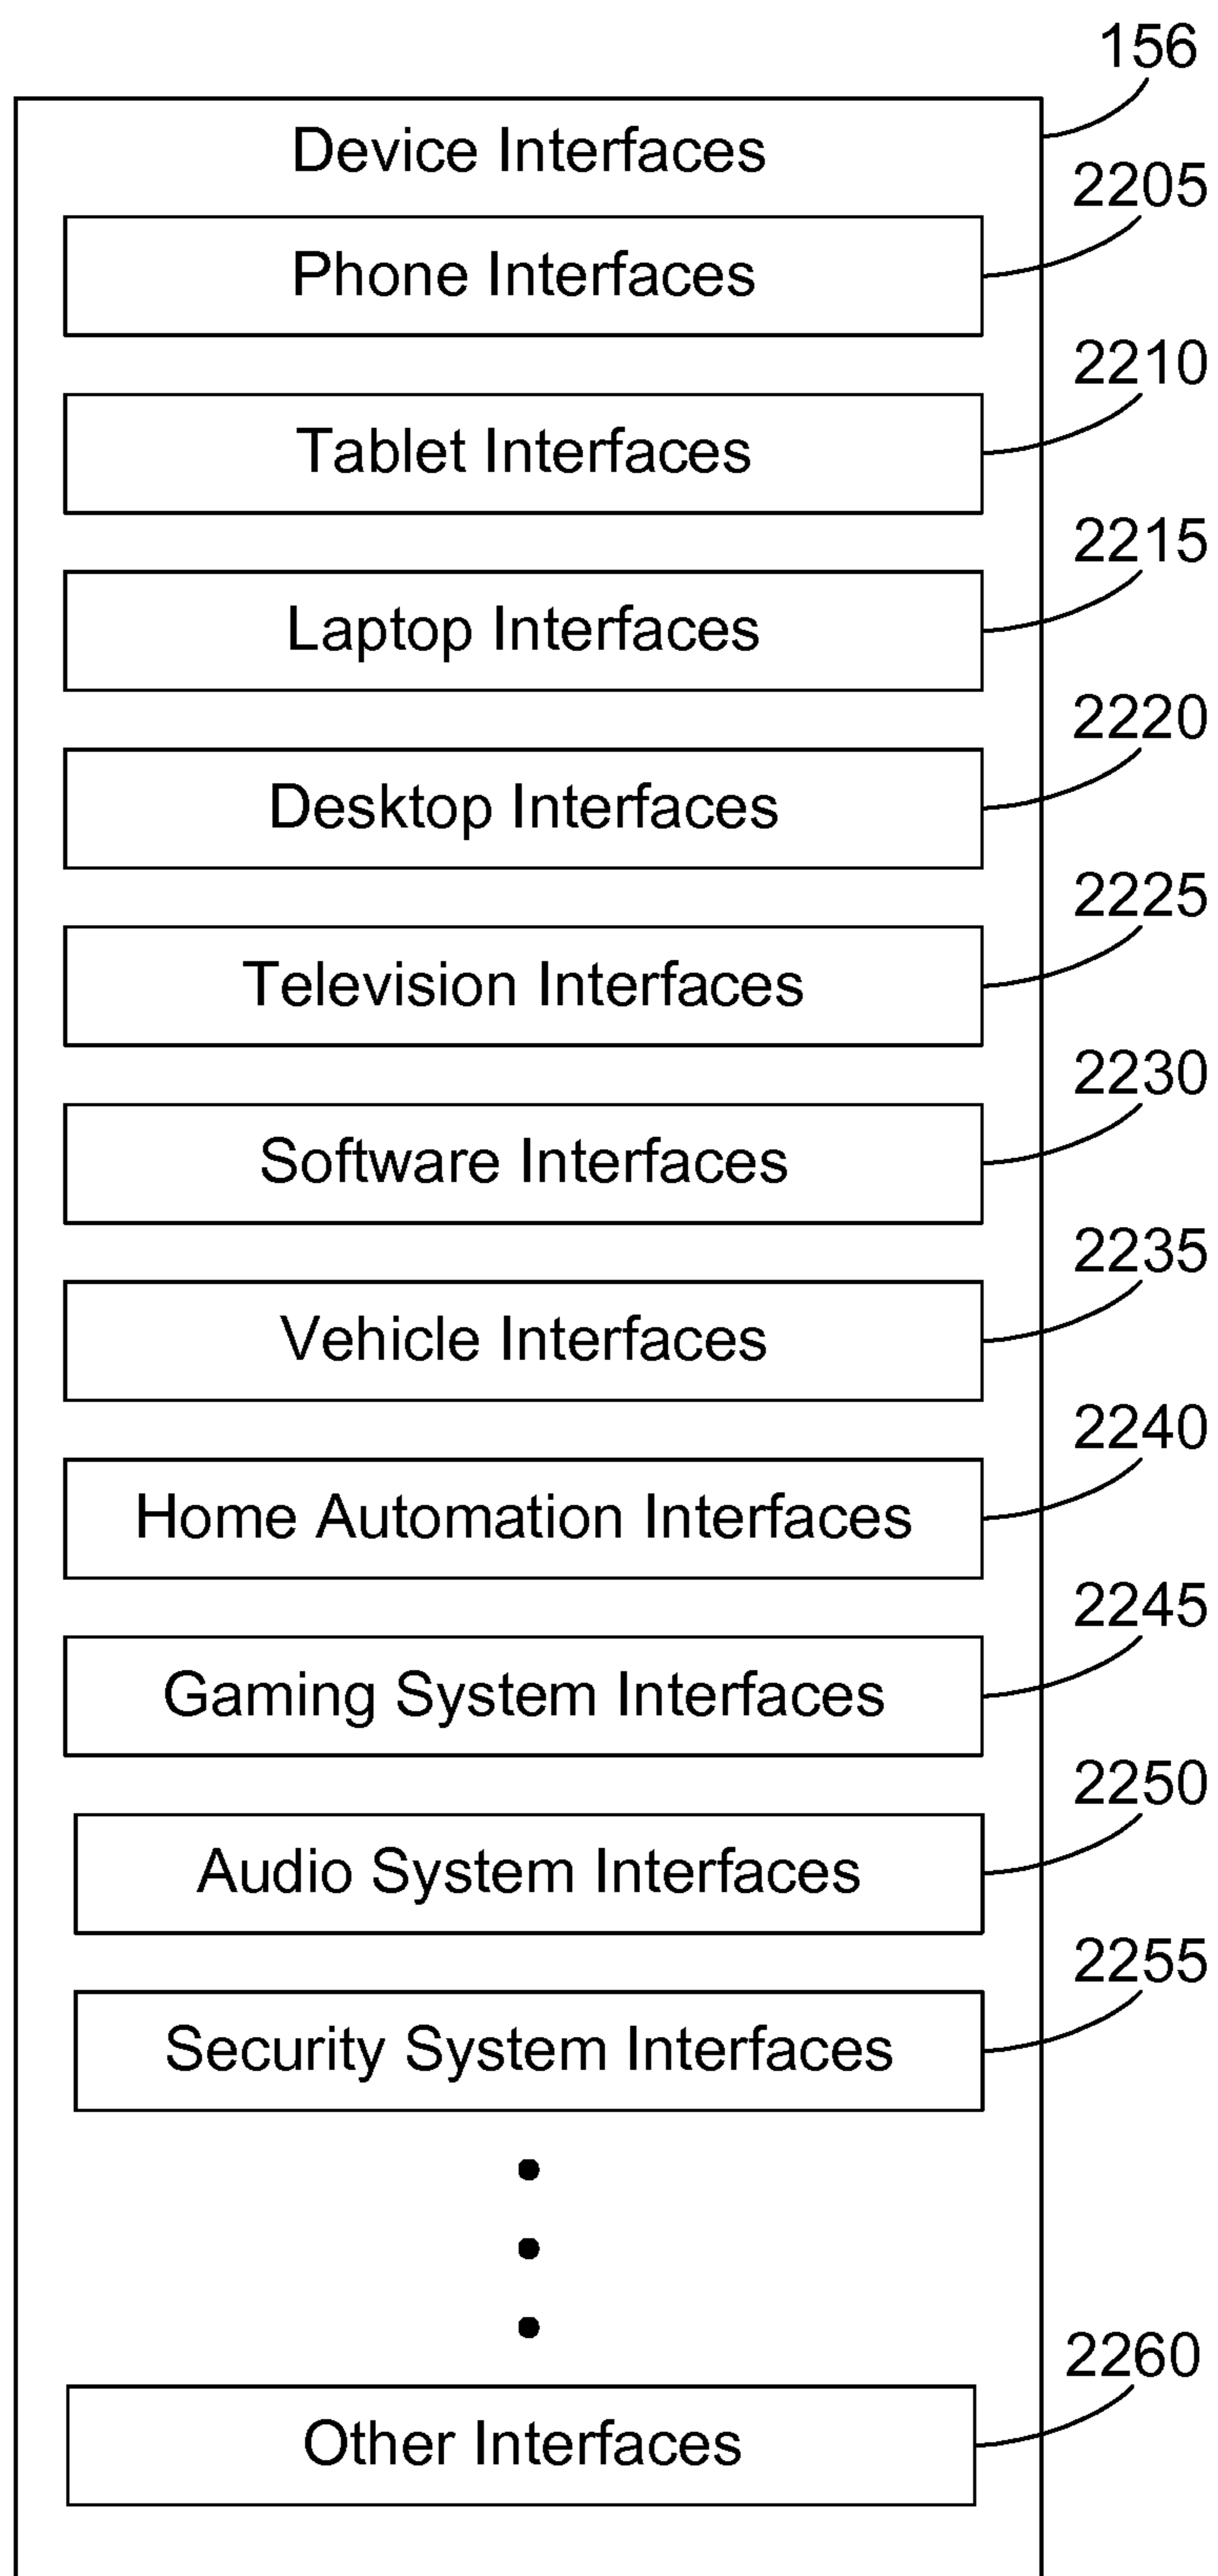 156
Device Interfaces
2205
Phone Interfaces
2210
Tablet Interfaces
2215
Laptop Interfaces
2220
Desktop Interfaces
2225
Television Interfaces
2230
Software Interfaces
2235
Vehicle Interfaces
2240
Home Automation Interfaces
2245
Gaming System Interfaces
2250
Audio System Interfaces
2255
Security System Interfaces
2260
Other Interfaces